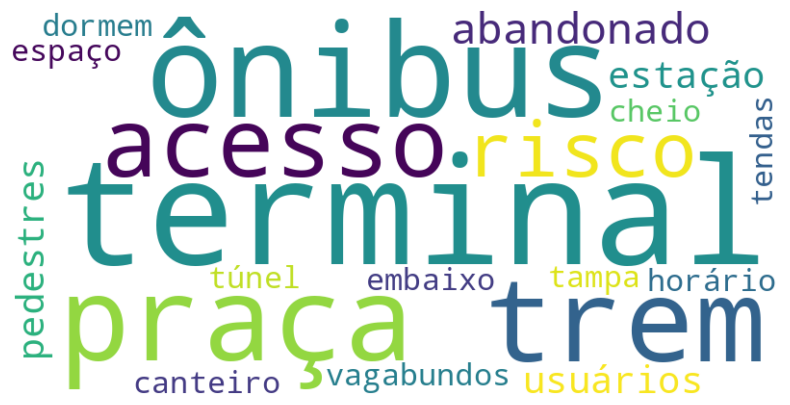 dormem
ônibus
abandonado
espaço
estação
cheio
acesso
risco
tendas
terminal
pedestres
túnel
embaixo
tampa
horário
praça
trem
canteiro
vagabundos
usuários